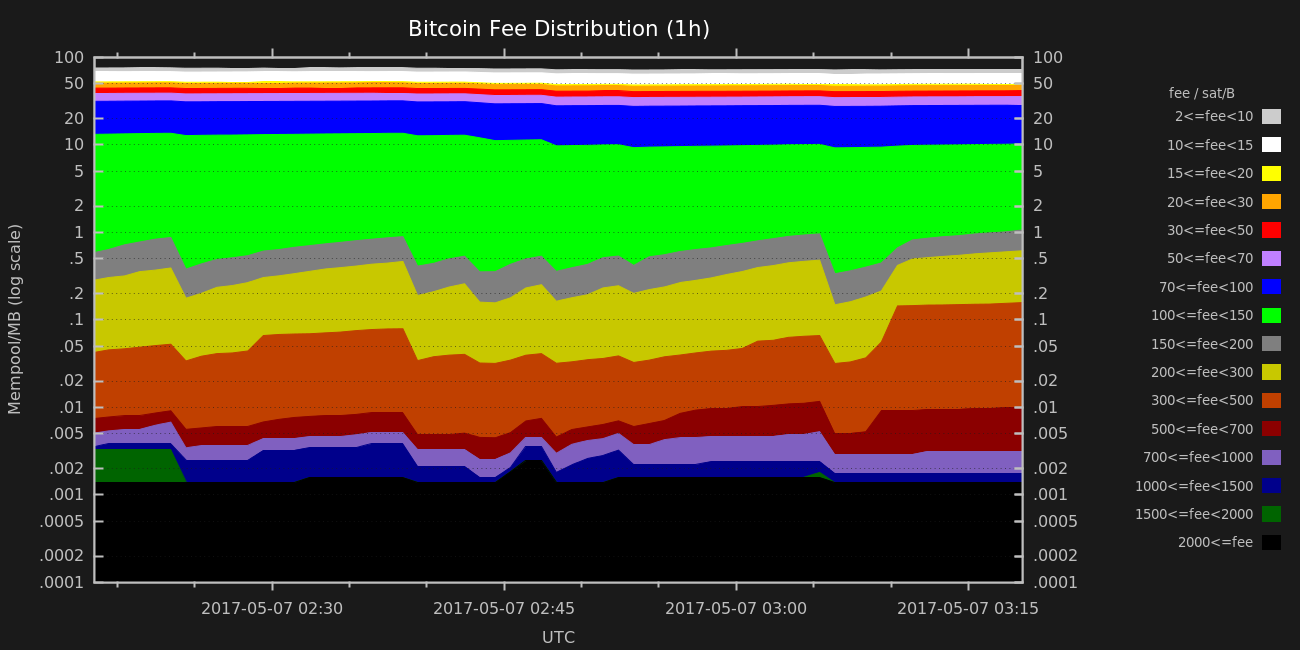 Bitcoin Fee Distribution (1h)
Mempool/MB (log scale)
100
50
20
10
5
2
1
.5
.2
.1
.05
.02
.01
.005
.002
.001
.0005
.0002
.0001
100
50
20
10
5
2
1
.5
.2
.1
.05
.02
.01
.005
.002
.001
.0005
.0002
.0001
2017-05-07 02:30
2017-05-07 02:45
2017-05-07 03:00
2017-05-07 03:15
UTC
fee / sat/B
2<=fee<10
10<=fee<15
15<=fee<20
20<=fee<30
30<=fee<50
50<=fee<70
70<=fee<100
100<=fee<150
150<=fee<200
200<=fee<300
300<=fee<500
500<=fee<700
700<=fee<1000
1000<=fee<1500
1500<=fee<2000
2000<=fee